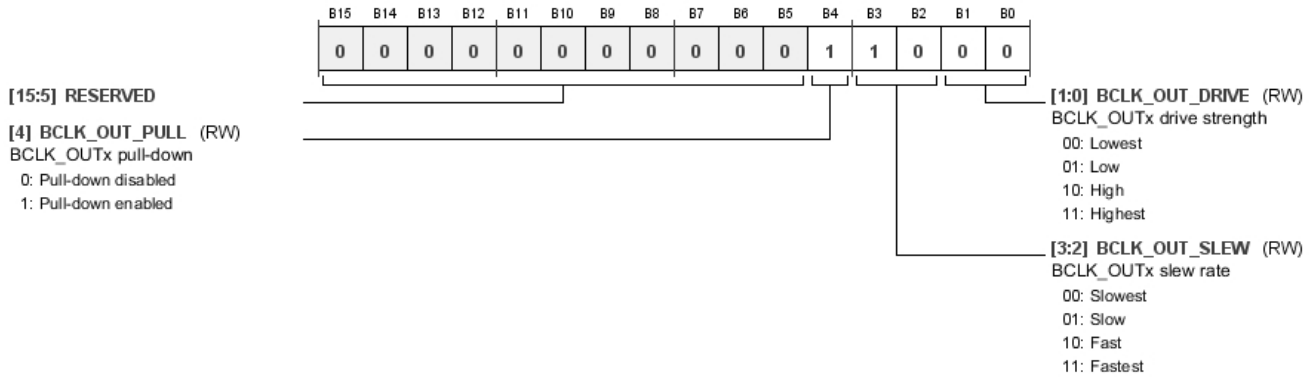 B15 B14 B13 B12 B11 B10 B9 B8 B7 B6 B5 B4 B3 B2 B1 B0
0 0 0 0 0 0 0 0 0 0 0 1 1 0 0 0
[15:5] RESERVED
[4] BCLK_OUT_PULL (RW)
BCLK_OUTx pull-down
0: Pull-down disabled
1: Pull-down enabled
[1:0] BCLK_OUT_DRIVE (RW)
BCLK_OUTx drive strength
00: Lowest
01: Low
10: High
11: Highest
[3:2] BCLK_OUT_SLEW (RW)
BCLK_OUTx slew rate
00: Slowest
01: Slow
10: Fast
11: Fastest